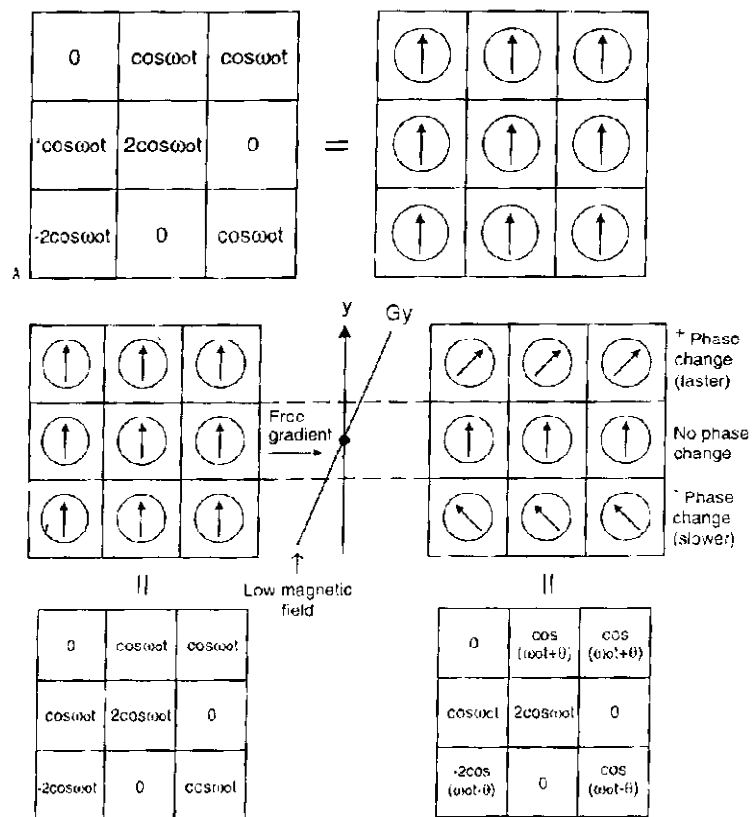 0 cosωot cosωot
cosωot 2cosωot 0
=
-2cosωot 0 cosωot
A
y
Gy
+ Phase
change
(faster)
Free
gradient
No phase
change
- Phase
change
(slower)
Low magnetic
field
0 cosωot cosωot
cosωot 2cosωot 0
-2cosωot 0 cosωot
0 cos cos
(ωot+θ) (ωot+θ)
cosωot 2cosωot 0
-2cos 0 cos
(ωot-θ) (ωot-θ)